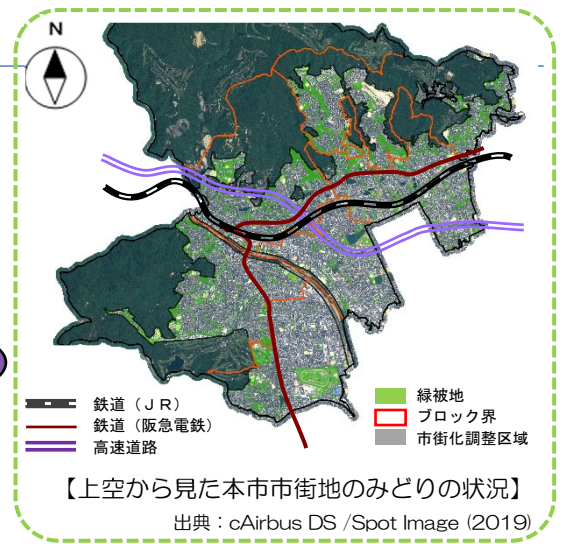 N
鉄道（ＪＲ）
鉄道（阪急電鉄）
高速道路
緑被地
ブロック界
市街化調整区域
【上空から見た本市市街地のみどりの状況】
出典：cAirbus DS /Spot Image (2019)